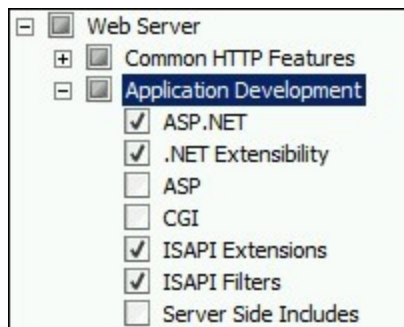 Web Server
Common HTTP Features
Application Development
ASP.NET
.NET Extensibility
ASP
CGI
ISAPI Extensions
ISAPI Filters
Server Side Includes